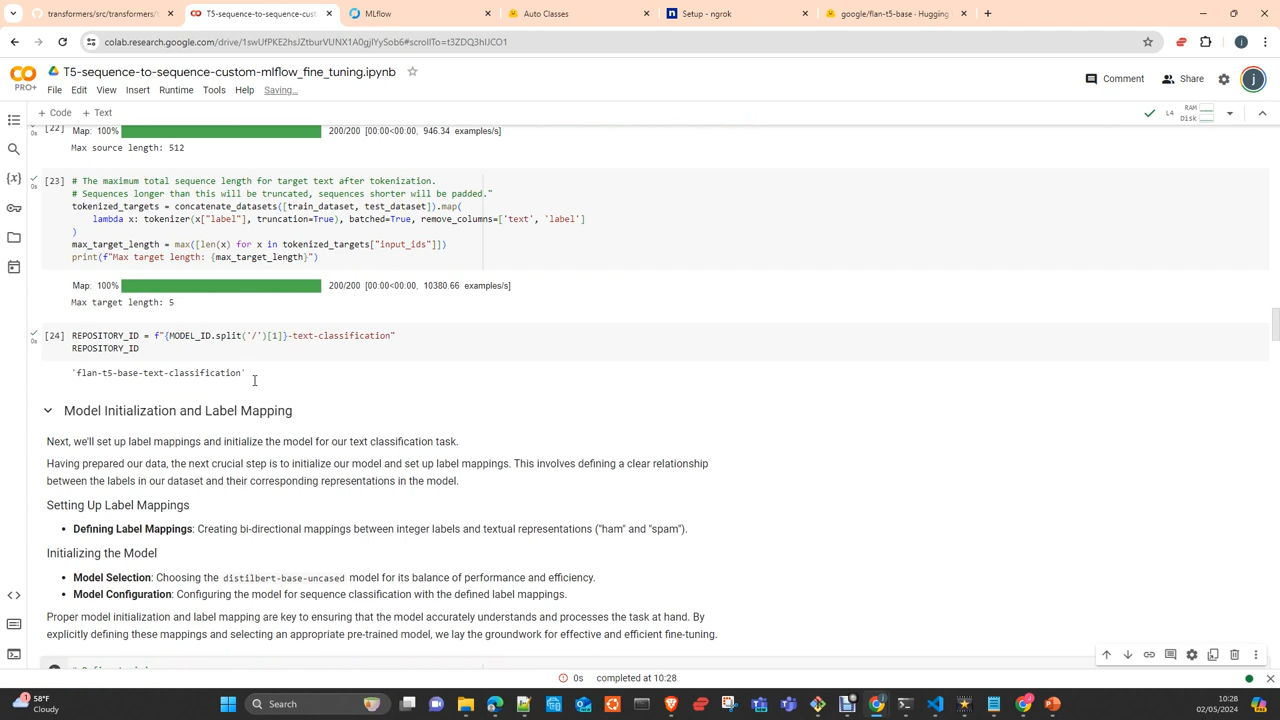 transformers/src/transformers/t
T5-sequence-to-sequence-cust
MLflow
Auto Classes
Setup - ngrok
google/flan-t5-base · Hugging
colab.research.google.com/drive/1swUfPKE2hsJZtburVUNX1A0gjlYySob6#scrollTo=t3ZDQ3hIJCO1
T5-sequence-to-sequence-custom-mlflow_fine_tuning.ipynb
PRO+
File Edit View Insert Runtime Tools Help Saving...
Comment
Share
+ Code + Text
L4
RAM
Disk
[22]
0s
Map: 100% 200/200 [00:00<00:00, 946.34 examples/s]
Max source length: 512
[23] # The maximum total sequence length for target text after tokenization.
0s
# Sequences longer than this will be truncated, sequences shorter will be padded."
tokenized_targets = concatenate_datasets([train_dataset, test_dataset]).map(
lambda x: tokenizer(x["label"], truncation=True), batched=True, remove_columns=['text', 'label']
)
max_target_length = max([len(x) for x in tokenized_targets["input_ids"]])
print(f"Max target length: {max_target_length}")
Map: 100% 200/200 [00:00<00:00, 10380.66 examples/s]
Max target length: 5
[24] REPOSITORY_ID = f"{MODEL_ID.split('/')[1]}-text-classification"
0s
REPOSITORY_ID
'flan-t5-base-text-classification'
Model Initialization and Label Mapping
Next, we'll set up label mappings and initialize the model for our text classification task.
Having prepared our data, the next crucial step is to initialize our model and set up label mappings. This involves defining a clear relationship
between the labels in our dataset and their corresponding representations in the model.
Setting Up Label Mappings
• Defining Label Mappings: Creating bi-directional mappings between integer labels and textual representations ("ham" and "spam").
Initializing the Model
• Model Selection: Choosing the distilbert-base-uncased model for its balance of performance and efficiency.
• Model Configuration: Configuring the model for sequence classification with the defined label mappings.
Proper model initialization and label mapping are key to ensuring that the model accurately understands and processes the task at hand. By
explicitly defining these mappings and selecting an appropriate pre-trained model, we lay the groundwork for effective and efficient fine-tuning.
0s completed at 10:28
58°F
Cloudy
Search
10:28
02/05/2024